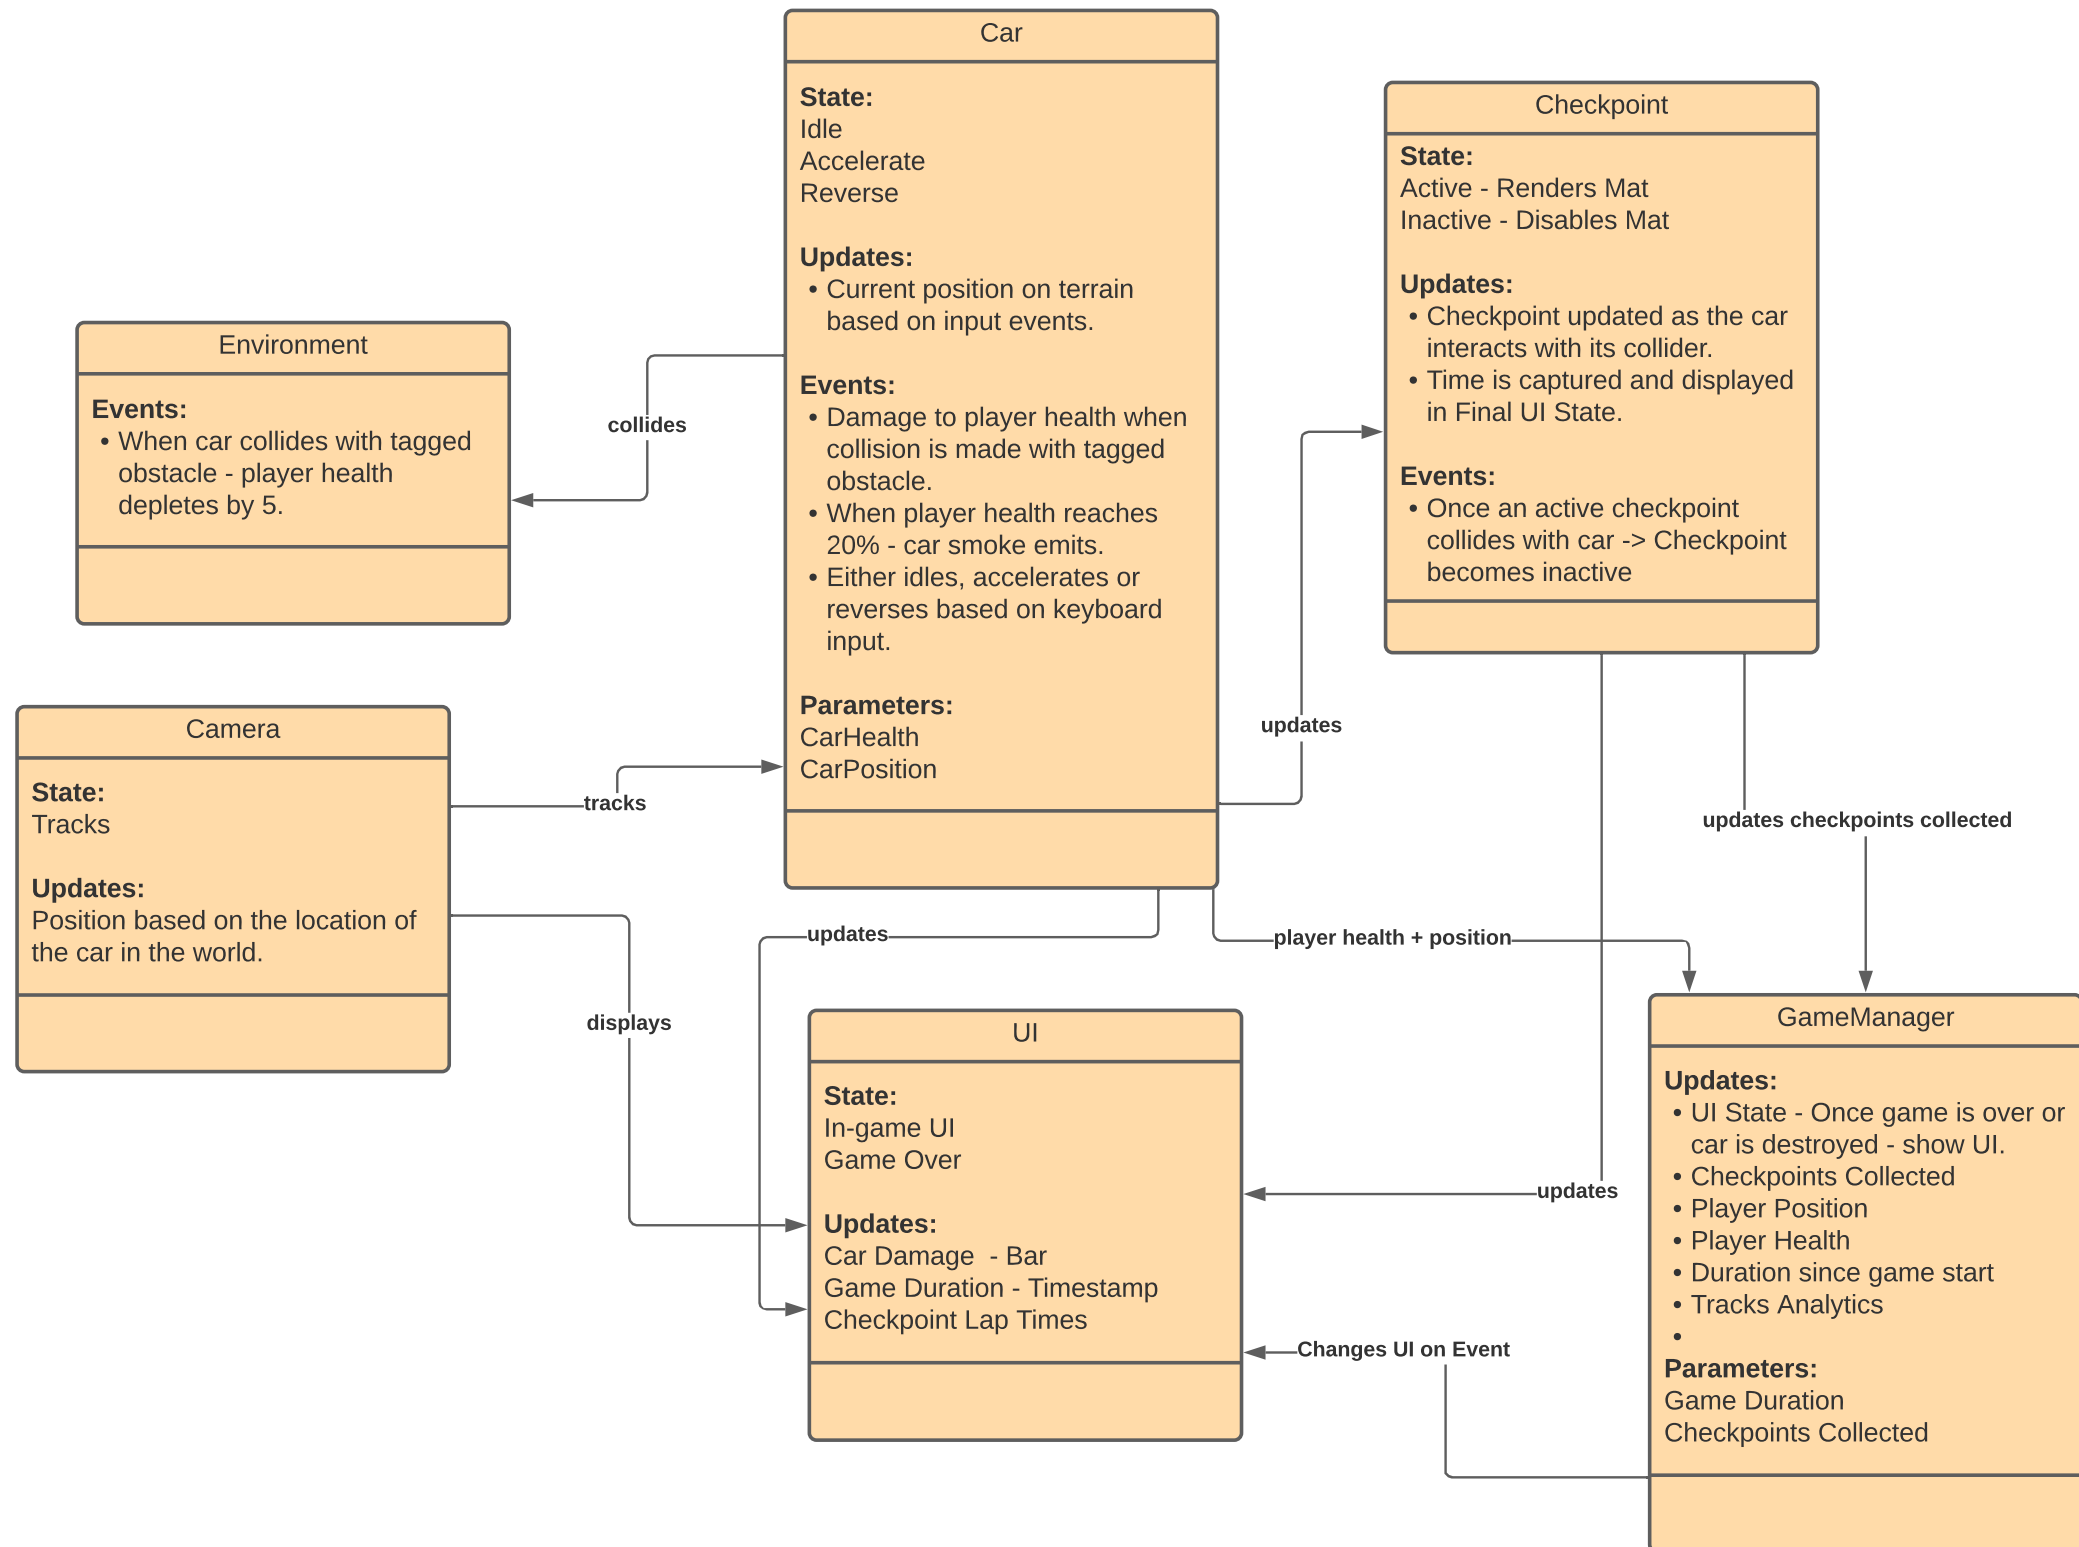 Car
State:
Idle
Accelerate
Reverse
Updates:
• Current position on terrain
based on input events.
Events:
• Damage to player health when
collision is made with tagged
obstacle.
• When player health reaches
20% - car smoke emits.
• Either idles, accelerates or
reverses based on keyboard
input.
Parameters:
CarHealth
CarPosition
Checkpoint
State:
Active - Renders Mat
Inactive - Disables Mat
Updates:
• Checkpoint updated as the car
interacts with its collider.
• Time is captured and displayed
in Final UI State.
Events:
• Once an active checkpoint
collides with car -> Checkpoint
becomes inactive
Environment
Events:
• When car collides with tagged
obstacle - player health
depletes by 5.
collides
Camera
State:
Tracks
Updates:
Position based on the location of
the car in the world.
tracks
updates
updates checkpoints collected
updates
player health + position
displays
UI
State:
In-game UI
Game Over
Updates:
Car Damage  - Bar
Game Duration - Timestamp
Checkpoint Lap Times
updates
Changes UI on Event
GameManager
Updates:
• UI State - Once game is over or
car is destroyed - show UI.
• Checkpoints Collected
• Player Position
• Player Health
• Duration since game start
• Tracks Analytics
•
Parameters:
Game Duration
Checkpoints Collected